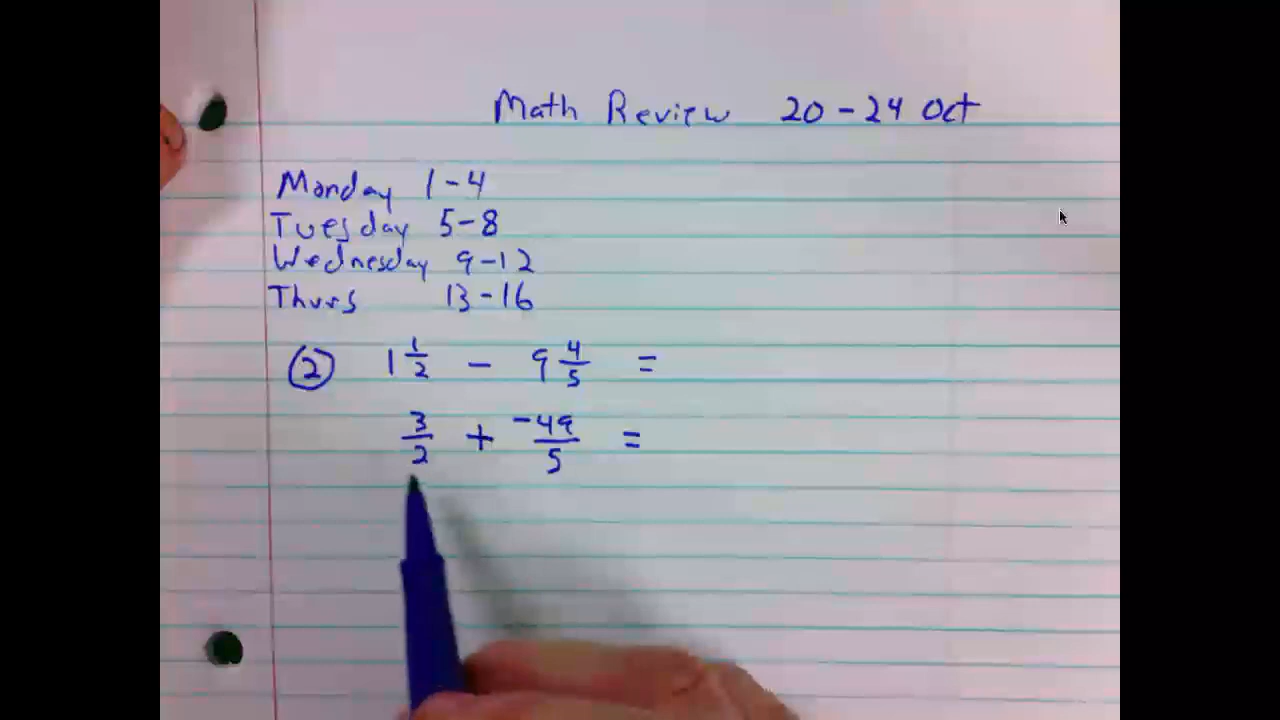 Math Review 20-24 Oct
Monday 1-4
Tuesday 5-8
Wednesday 9-12
Thurs 13-16
② 1 1/2 - 9 4/5 =
3/2 + -49/5 =